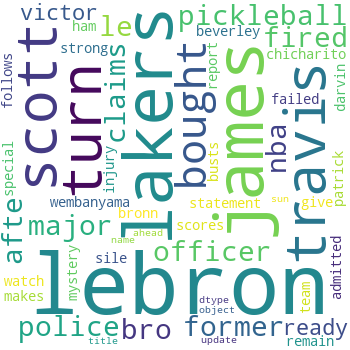 victor
ham
le
beverley
pickleball
strong
fired
follows
scott
turn
claims
lakers
bought
report
james
travis
chicharito
darvin
nba
failed
special
after
injury
busts
patrick
wembanyama
statement
give
major
bronn
scores
officer
admitted
mystery
sile
sun
lebron
watch
name
ahead
team
makes
dtype
object
police
bro
former
ready
title
update
remain